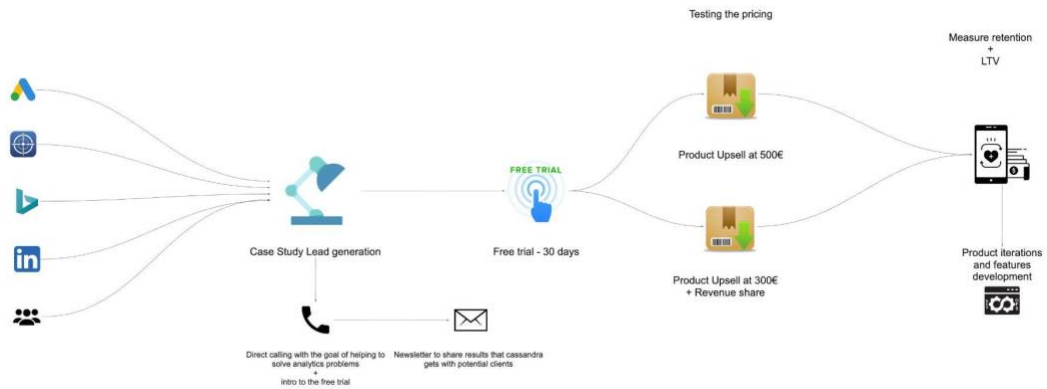 Testing the pricing
Measure retention
+
LTV
FREE TRIAL
Product Upsell at 500€
in
Case Study Lead generation
Free trial - 30 days
Product Upsell at 300€
+ Revenue share
Product iterations
and features
development
Direct calling with the goal of helping to
solve analytics problems
+
intro to the free trial
Newsletter to share results that cassandra
gets with potential clients